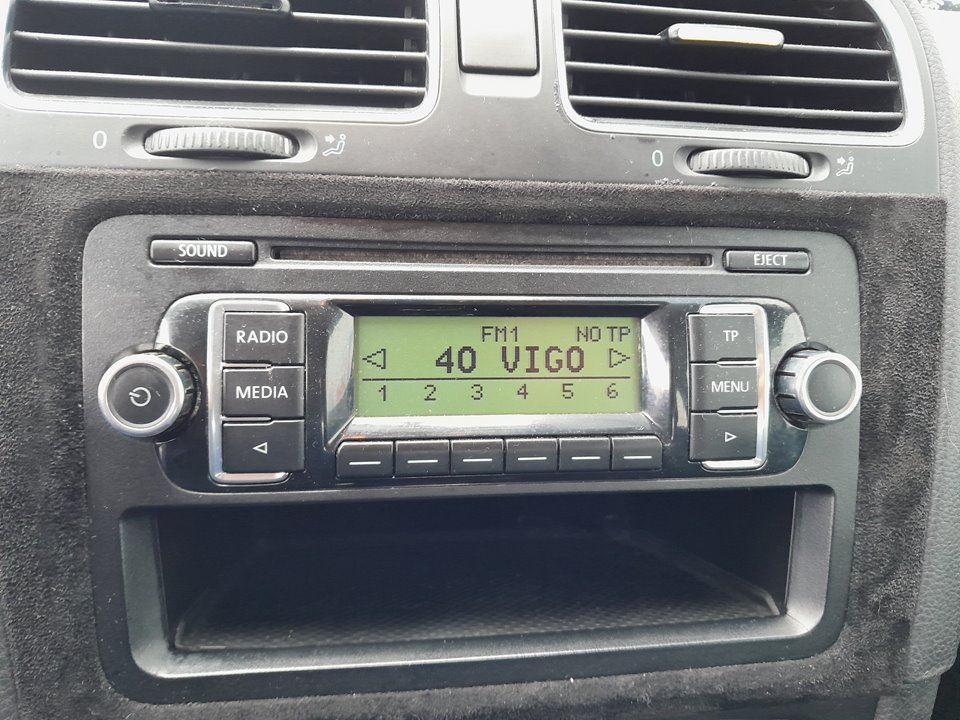 0
0
SOUND
EJECT
RADIO
FM1 NO TP
TP
40 VIGO
MEDIA
MENU
1 2 3 4 5 6